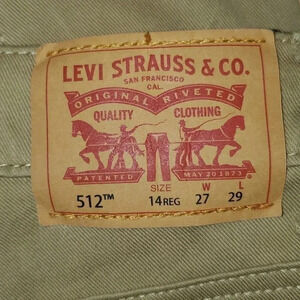 LEVI STRAUSS & CO.
SAN FRANCISCO
CAL.
ORIGINAL RIVETED
QUALITY CLOTHING
PATENTED MAY 20 1873
SIZE W L
512™ 14REG 27 29